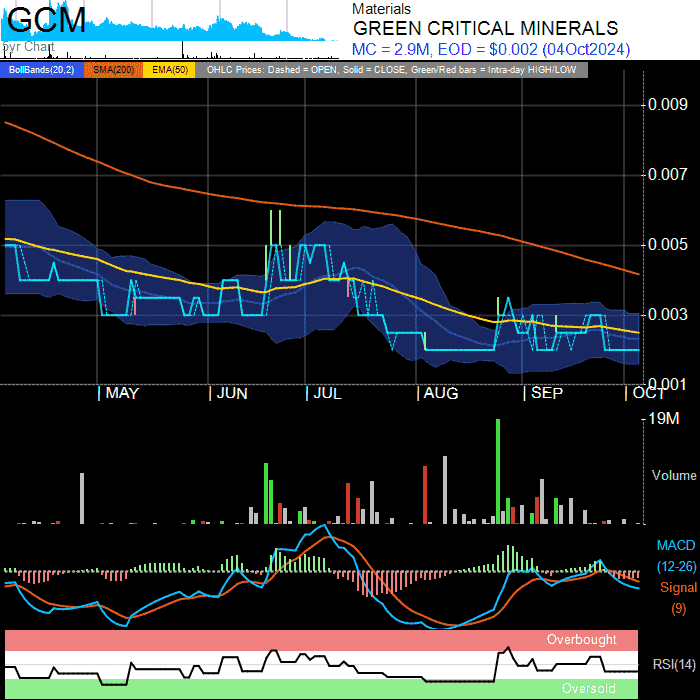 GCM
Materials
GREEN CRITICAL MINERALS
MC = 2.9M, EOD = $0.002 (04Oct2024)
5yr Chart
BollBands(20,2) SMA(200) EMA(50) OHLC Prices: Dashed = OPEN, Solid = CLOSE, Green/Red bars = Intra-day HIGH/LOW
0.009
0.007
0.005
0.003
0.001
MAY JUN JUL AUG SEP OCT
19M
Volume
MACD
(12-26)
Signal
(9)
Overbought
RSI(14)
Oversold